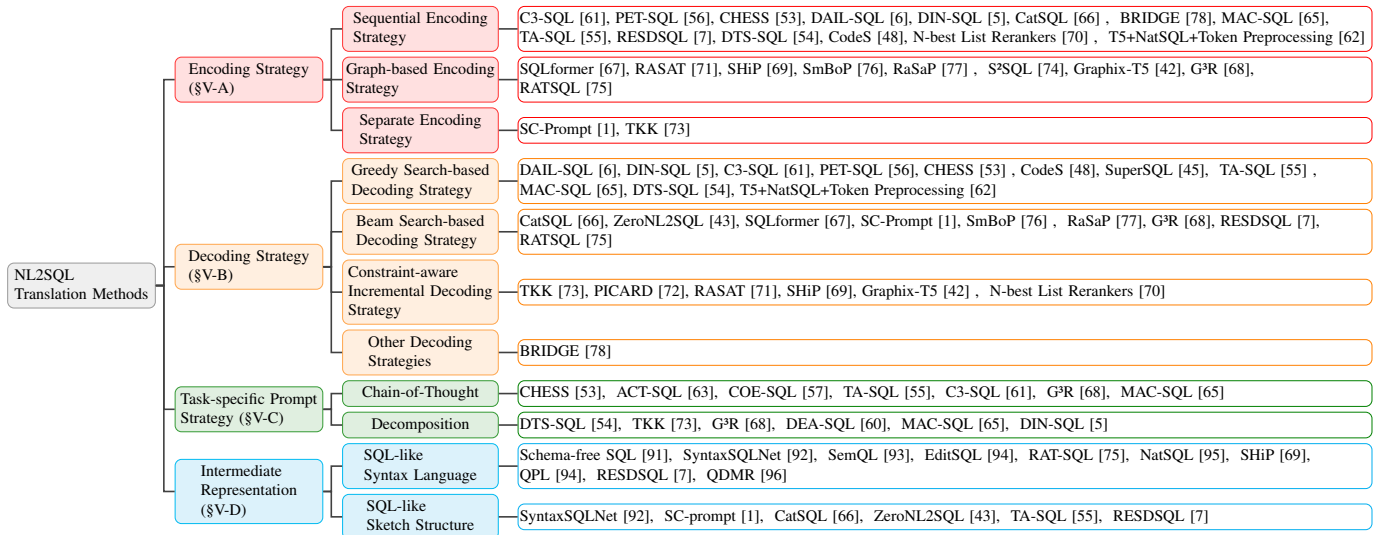 NL2SQL
Translation Methods
Encoding Strategy
(§V-A)
Sequential Encoding
Strategy
C3-SQL [61], PET-SQL [56], CHESS [53], DAIL-SQL [6], DIN-SQL [5], CatSQL [66] , BRIDGE [78], MAC-SQL [65],
TA-SQL [55], RESDSQL [7], DTS-SQL [54], CodeS [48], N-best List Rerankers [70] , T5+NatSQL+Token Preprocessing [62]
Graph-based Encoding
Strategy
SQLformer [67], RASAT [71], SHiP [69], SmBoP [76], RaSaP [77] , S²SQL [74], Graphix-T5 [42], G³R [68],
RATSQL [75]
Separate Encoding
Strategy
SC-Prompt [1], TKK [73]
Decoding Strategy
(§V-B)
Greedy Search-based
Decoding Strategy
DAIL-SQL [6], DIN-SQL [5], C3-SQL [61], PET-SQL [56], CHESS [53] , CodeS [48], SuperSQL [45], TA-SQL [55] ,
MAC-SQL [65], DTS-SQL [54], T5+NatSQL+Token Preprocessing [62]
Beam Search-based
Decoding Strategy
CatSQL [66], ZeroNL2SQL [43], SQLformer [67], SC-Prompt [1], SmBoP [76] , RaSaP [77], G³R [68], RESDSQL [7],
RATSQL [75]
Constraint-aware
Incremental Decoding
Strategy
TKK [73], PICARD [72], RASAT [71], SHiP [69], Graphix-T5 [42] , N-best List Rerankers [70]
Other Decoding
Strategies
BRIDGE [78]
Task-specific Prompt
Strategy (§V-C)
Chain-of-Thought
CHESS [53], ACT-SQL [63], COE-SQL [57], TA-SQL [55], C3-SQL [61], G³R [68], MAC-SQL [65]
Decomposition
DTS-SQL [54], TKK [73], G³R [68], DEA-SQL [60], MAC-SQL [65], DIN-SQL [5]
Intermediate
Representation
(§V-D)
SQL-like
Syntax Language
Schema-free SQL [91], SyntaxSQLNet [92], SemQL [93], EditSQL [94], RAT-SQL [75], NatSQL [95], SHiP [69],
QPL [94], RESDSQL [7], QDMR [96]
SQL-like
Sketch Structure
SyntaxSQLNet [92], SC-prompt [1], CatSQL [66], ZeroNL2SQL [43], TA-SQL [55], RESDSQL [7]